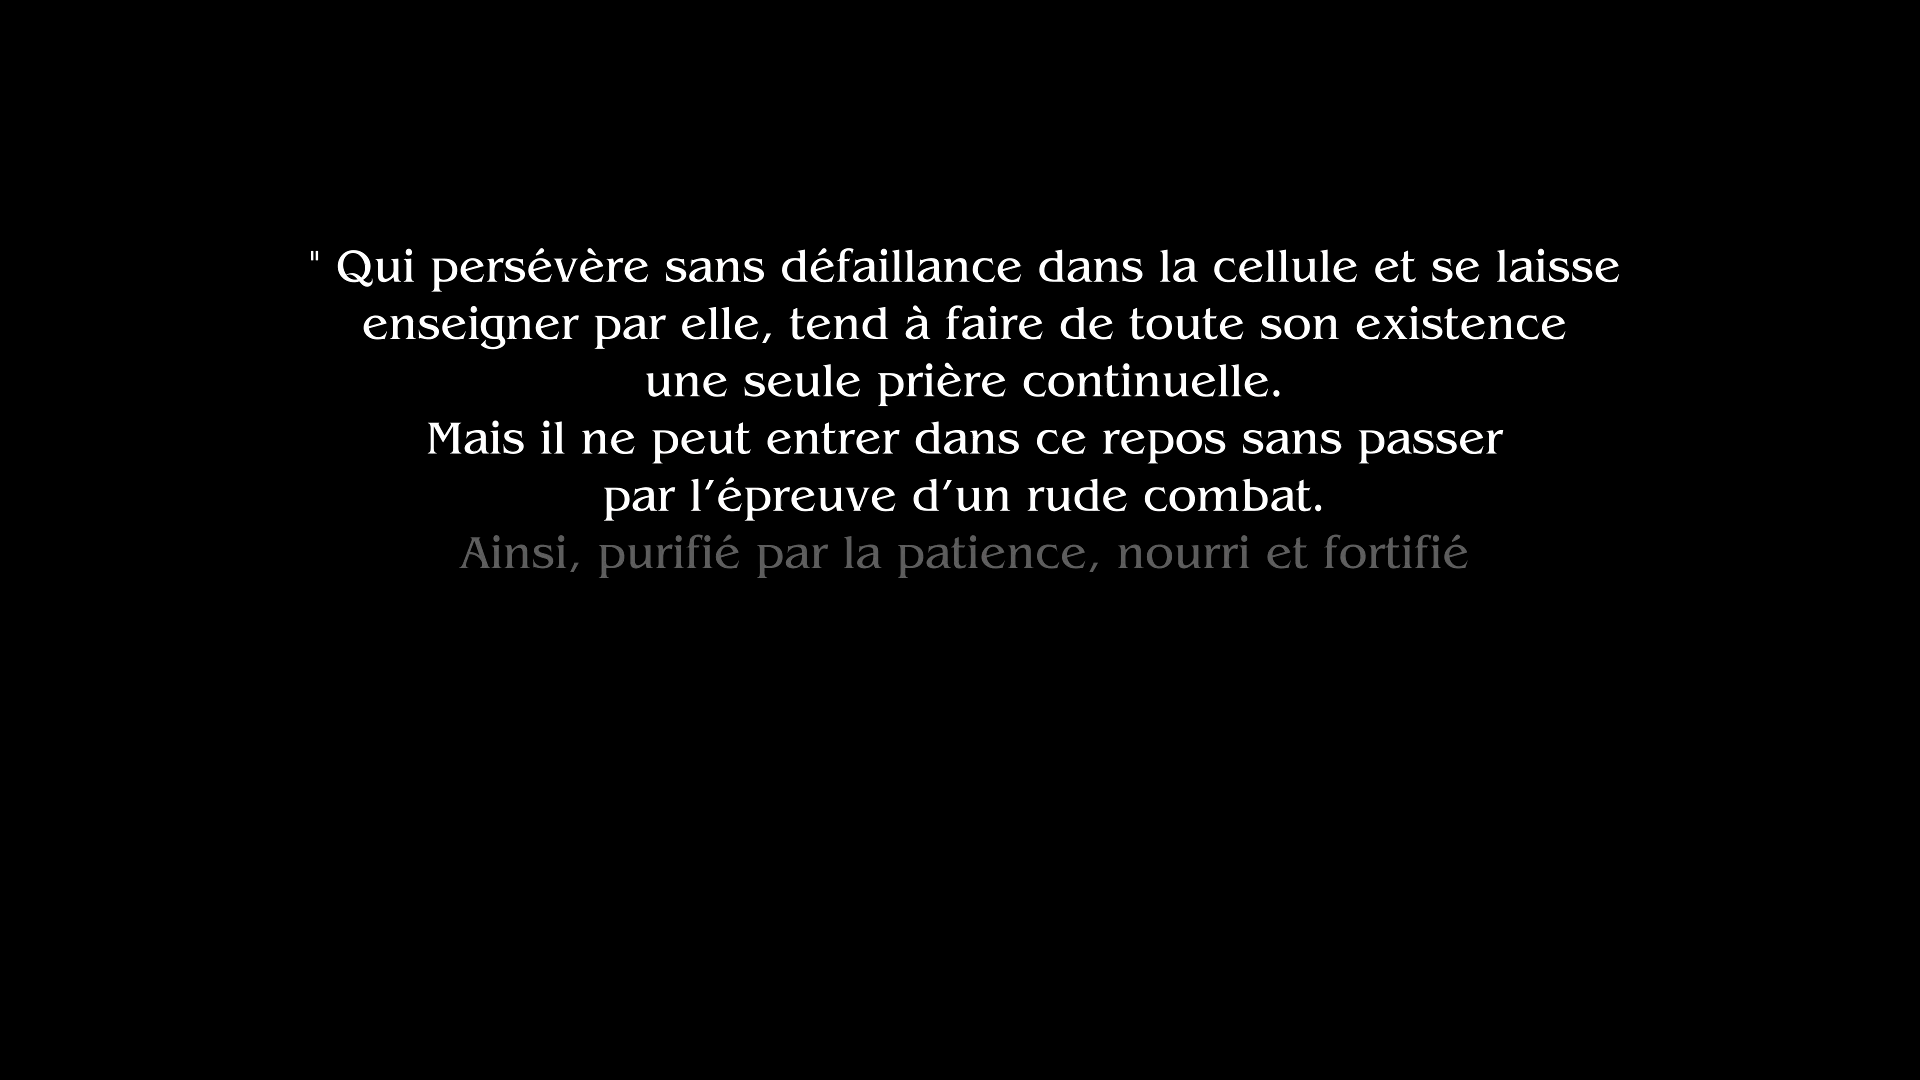 " Qui persévère sans défaillance dans la cellule et se laisse
enseigner par elle, tend à faire de toute son existence
une seule prière continuelle.
Mais il ne peut entrer dans ce repos sans passer
par l’épreuve d’un rude combat.
Ainsi, purifié par la patience, nourri et fortifié